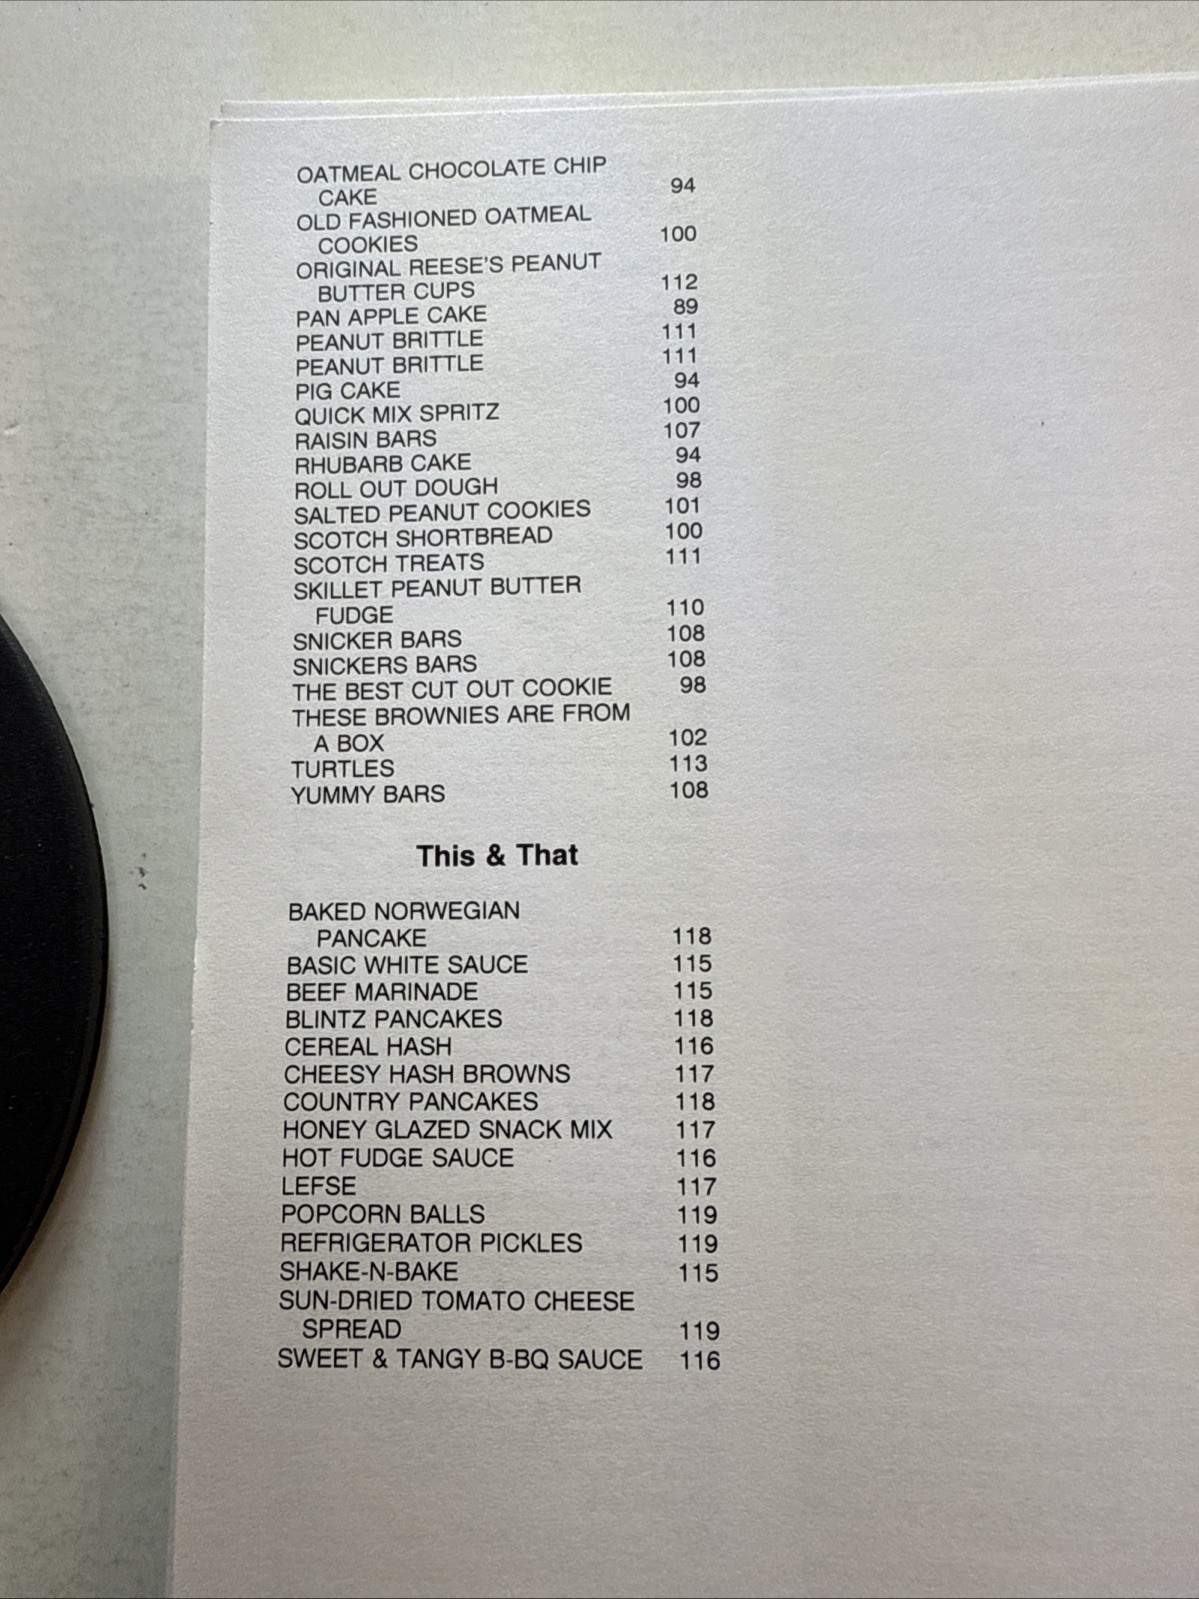 OATMEAL CHOCOLATE CHIP
CAKE 94
OLD FASHIONED OATMEAL
COOKIES 100
ORIGINAL REESE'S PEANUT
BUTTER CUPS 112
PAN APPLE CAKE 89
PEANUT BRITTLE 111
PEANUT BRITTLE 111
PIG CAKE 94
QUICK MIX SPRITZ 100
RAISIN BARS 107
RHUBARB CAKE 94
ROLL OUT DOUGH 98
SALTED PEANUT COOKIES 101
SCOTCH SHORTBREAD 100
SCOTCH TREATS 111
SKILLET PEANUT BUTTER
FUDGE 110
SNICKER BARS 108
SNICKERS BARS 108
THE BEST CUT OUT COOKIE 98
THESE BROWNIES ARE FROM
A BOX 102
TURTLES 113
YUMMY BARS 108
This & That
BAKED NORWEGIAN
PANCAKE 118
BASIC WHITE SAUCE 115
BEEF MARINADE 115
BLINTZ PANCAKES 118
CEREAL HASH 116
CHEESY HASH BROWNS 117
COUNTRY PANCAKES 118
HONEY GLAZED SNACK MIX 117
HOT FUDGE SAUCE 116
LEFSE 117
POPCORN BALLS 119
REFRIGERATOR PICKLES 119
SHAKE-N-BAKE 115
SUN-DRIED TOMATO CHEESE
SPREAD 119
SWEET & TANGY B-BQ SAUCE 116